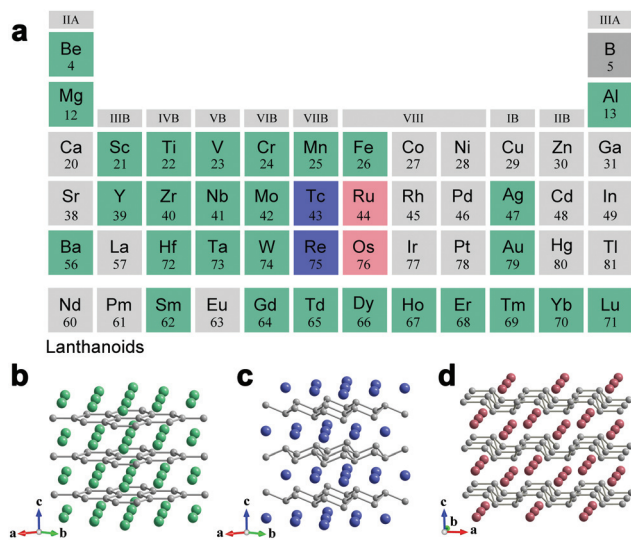 a
IIA IIIA
Be B
4 5
Mg Al
12 13
IIIB IVB VB VIB VIIB VIII IB IIB
Ca Sc Ti V Cr Mn Fe Co Ni Cu Zn Ga
20 21 22 23 24 25 26 27 28 29 30 31
Sr Y Zr Nb Mo Tc Ru Rh Pd Ag Cd In
38 39 40 41 42 43 44 45 46 47 48 49
Ba La Hf Ta W Re Os Ir Pt Au Hg Tl
56 57 72 73 74 75 76 77 78 79 80 81
Nd Pm Sm Eu Gd Td Dy Ho Er Tm Yb Lu
60 61 62 63 64 65 66 67 68 69 70 71
Lanthanoids
b c d
c c c
a b a b b a